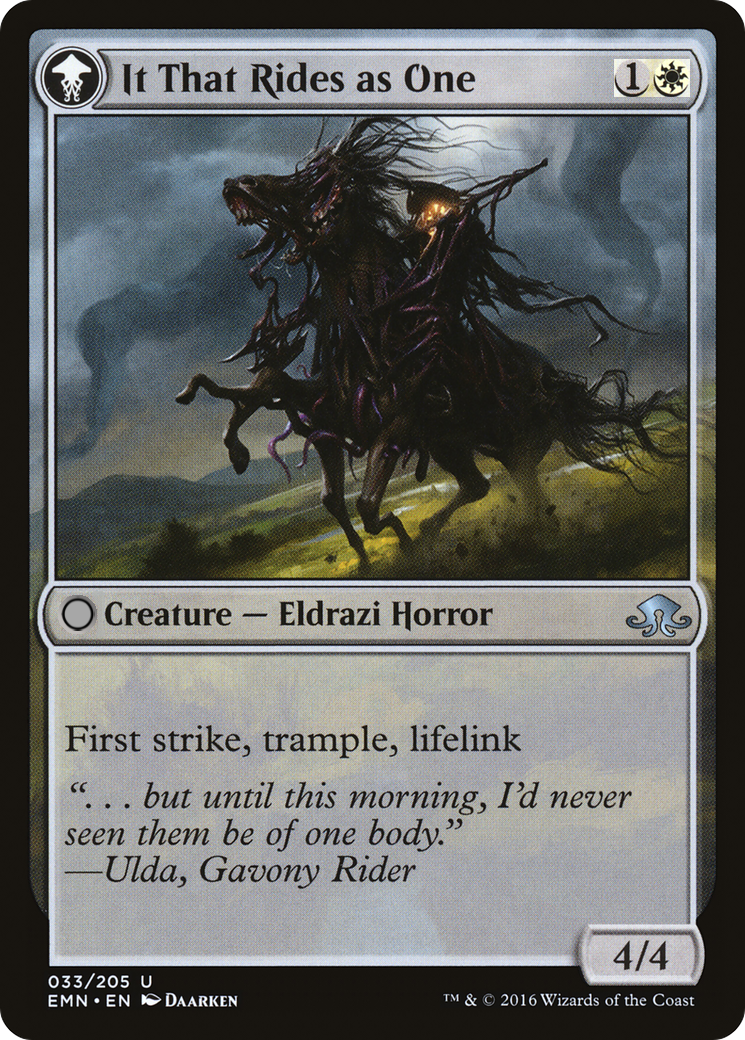 It That Rides as One
1
Creature — Eldrazi Horror
First strike, trample, lifelink
“. . . but until this morning, I’d never
seen them be of one body.”
—Ulda, Gavony Rider
4/4
033/205 U
EMN • EN Daarken
™ & © 2016 Wizards of the Coast